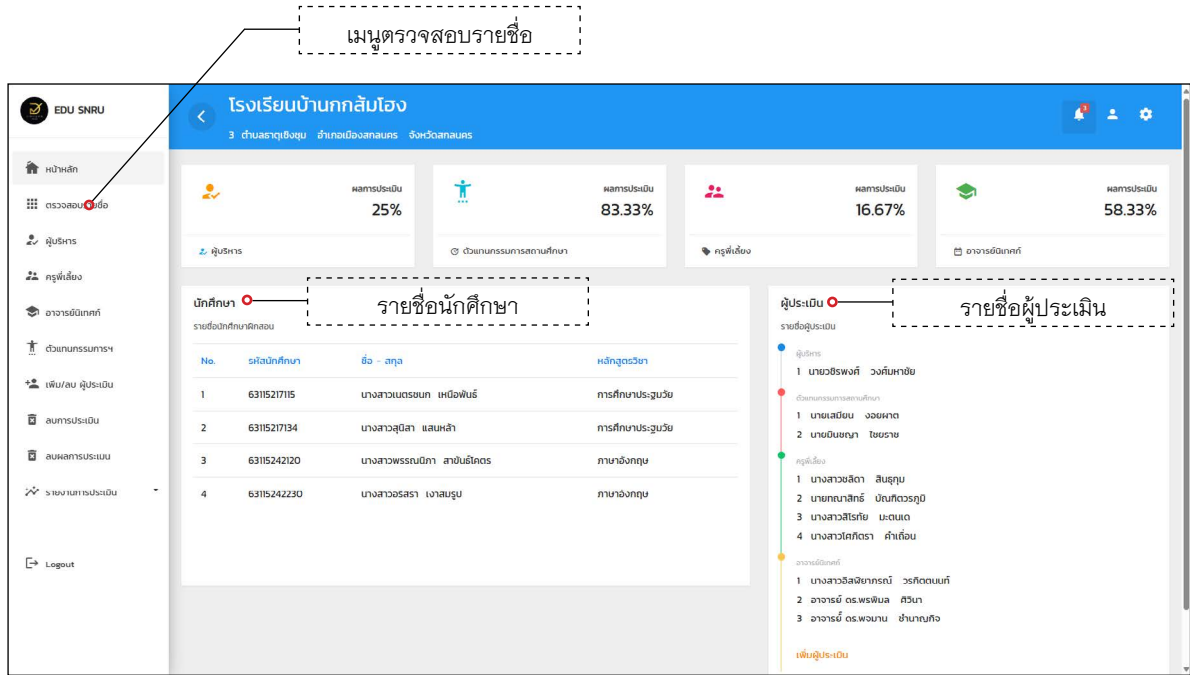 เมนูตรวจสอบรายชื่อ
EDU SNRU
โรงเรียนบ้านกกส้มโฮง
3 ตำบลธาตุเชิงชุม อำเภอเมืองสกลนคร จังหวัดสกลนคร
3
หน้าหลัก
ตรวจสอบรายชื่อ
ผู้บริหาร
ครูพี่เลี้ยง
อาจารย์นิเทศก์
ตัวแทนกรรมการฯ
เพิ่ม/ลบ ผู้ประเมิน
ลบการประเมิน
ลบผลการประเมิน
รายงานการประเมิน
Logout
ผลการประเมิน
25%
ผู้บริหาร
ผลการประเมิน
83.33%
ตัวแทนกรรมการสถานศึกษา
ผลการประเมิน
16.67%
ครูพี่เลี้ยง
ผลการประเมิน
58.33%
อาจารย์นิเทศก์
นักศึกษา
รายชื่อนักศึกษา
รายชื่อนักศึกษาฝึกสอน
No. รหัสนักศึกษา ชื่อ - สกุล หลักสูตรวิชา
1 63115217115 นางสาวเนตรชนก เหนือพันธ์ การศึกษาประฐมวัย
2 63115217134 นางสาวสุนิสา แสนหล้า การศึกษาประฐมวัย
3 63115242120 นางสาวพรรณนิภา สาขันธ์โคตร ภาษาอังกฤษ
4 63115242230 นางสาวอรสรา เงาสมรูป ภาษาอังกฤษ
ผู้ประเมิน
รายชื่อผู้ประเมิน
รายชื่อผู้ประเมิน
ผู้บริหาร
1 นายวชิรพงศ์ วงศ์มหาชัย
ตัวแทนกรรมการสถานศึกษา
1 นายเสมียน งอยผาด
2 นายมินชญา ไชยราช
ครูพี่เลี้ยง
1 นางสาวชลิดา สินธุกุม
2 นายทณาสิทธิ์ บัณฑิตวรภูมิ
3 นางสาวสิโรทัย มะตนเด
4 นางสาวโศภิตรา คำเถื่อน
อาจารย์นิเทศก์
1 นางสาวอิสพิยาภรณ์ วรกิตตนนท์
2 อาจารย์ ดร.พรพิมล ศิวินา
3 อาจารย์ ดร.พจมาน ชำนาญกิจ
เพิ่มผู้ประเมิน